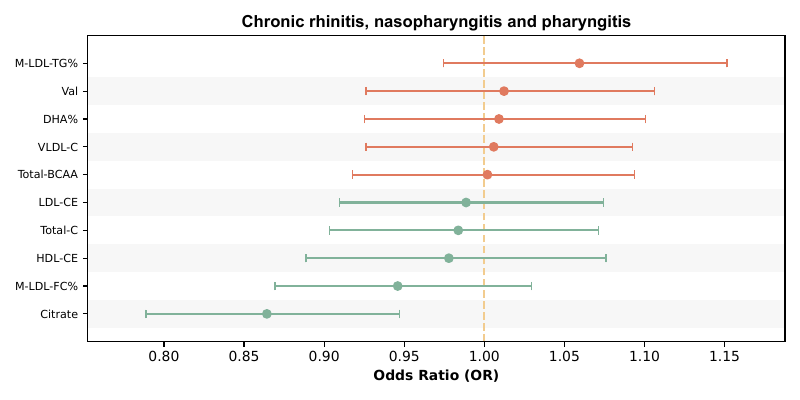 Chronic rhinitis, nasopharyngitis and pharyngitis
M-LDL-TG%
Val
DHA%
VLDL-C
Total-BCAA
LDL-CE
Total-C
HDL-CE
M-LDL-FC%
Citrate
0.80 0.85 0.90 0.95 1.00 1.05 1.10 1.15
Odds Ratio (OR)